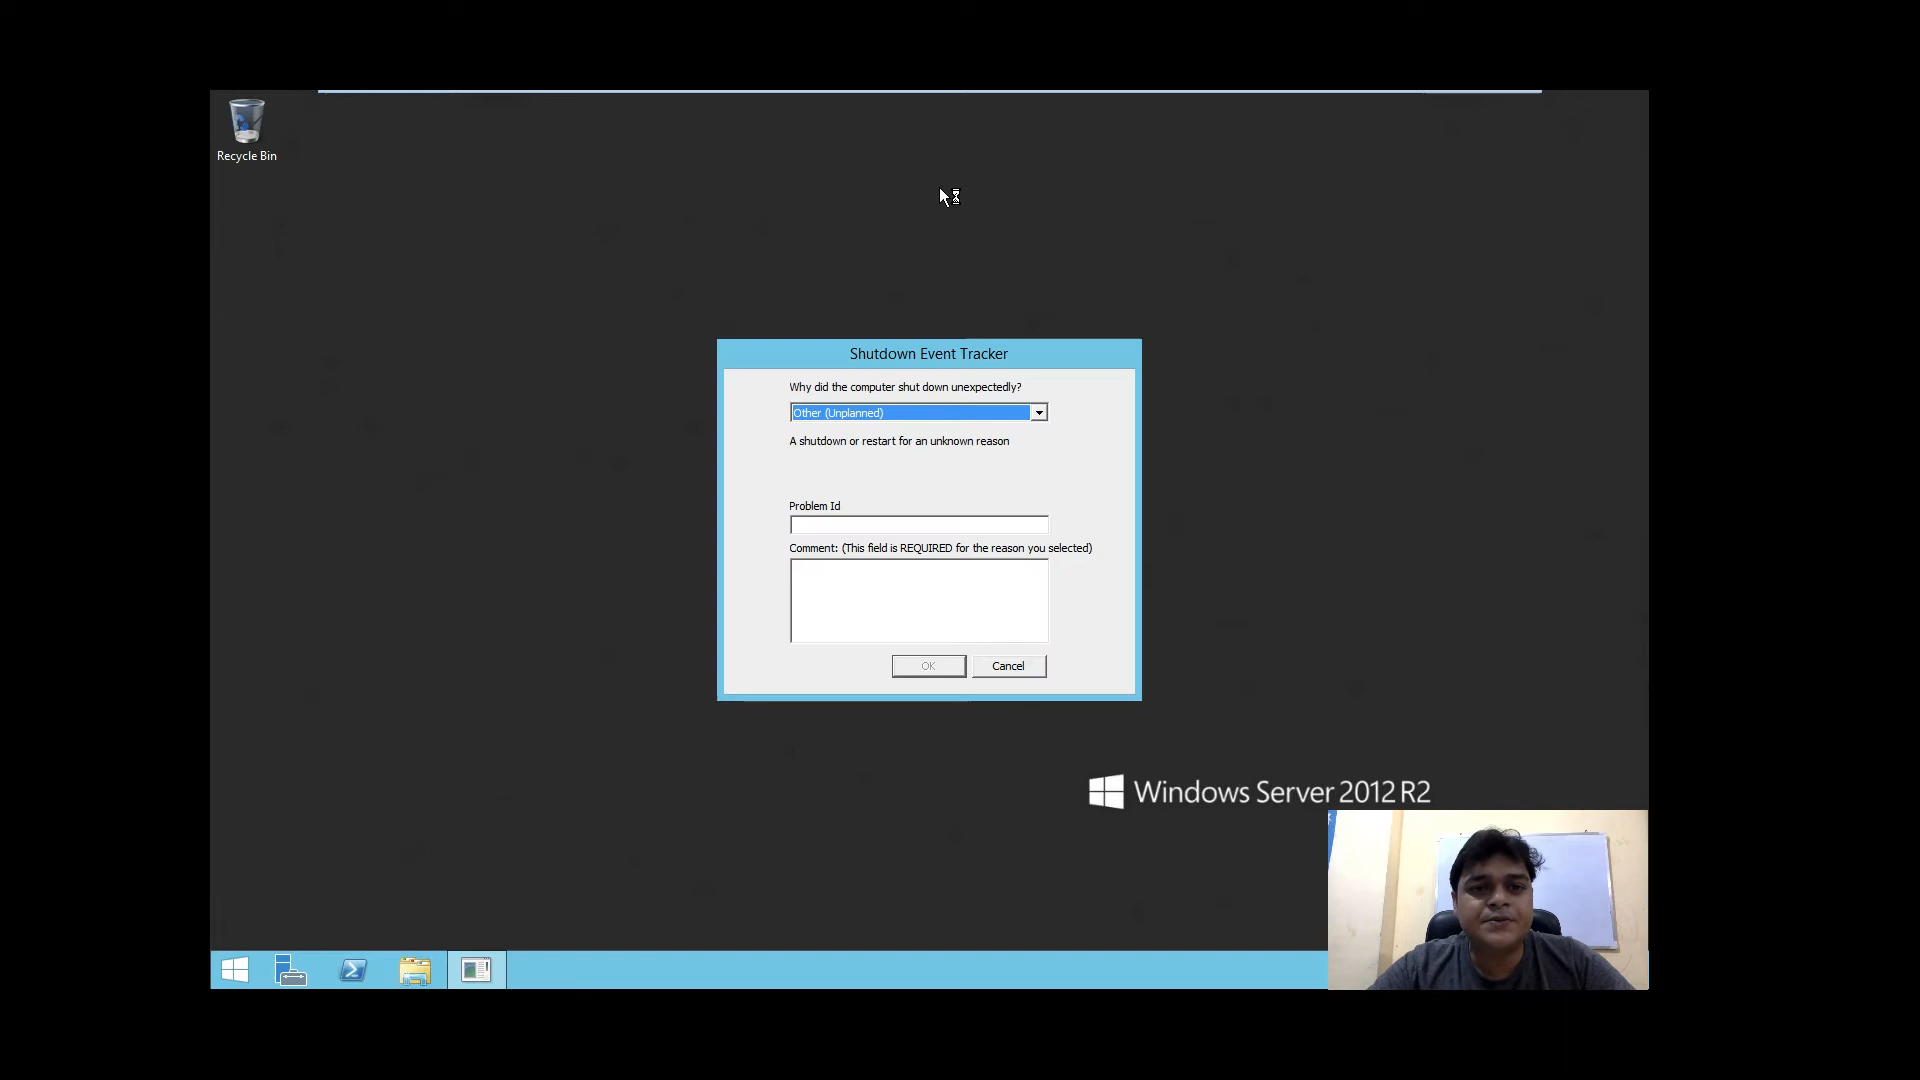 Recycle Bin
Shutdown Event Tracker
Why did the computer shut down unexpectedly?
Other (Unplanned)
A shutdown or restart for an unknown reason
Problem Id
Comment: (This field is REQUIRED for the reason you selected)
OK
Cancel
Windows Server 2012 R2